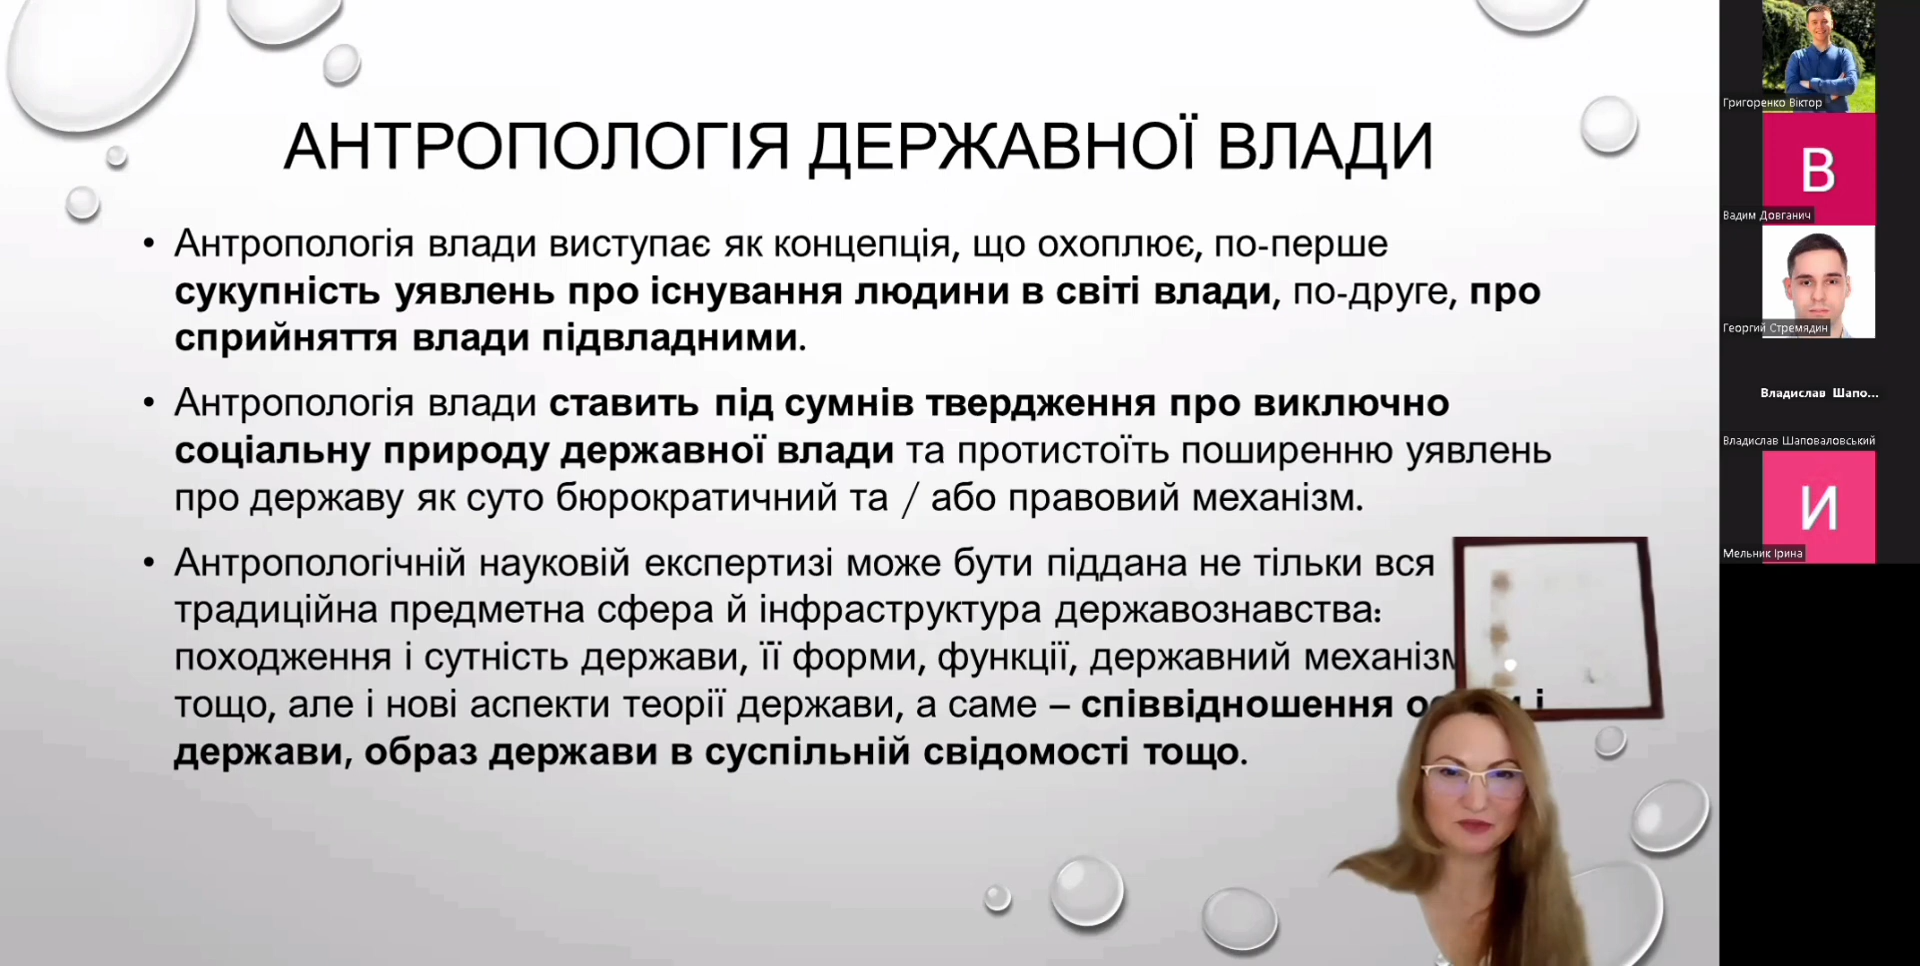 АНТРОПОЛОГІЯ ДЕРЖАВНОЇ ВЛАДИ
• Антропологія влади виступає як концепція, що охоплює, по-перше
сукупність уявлень про існування людини в світі влади, по-друге, про
сприйняття влади підвладними.
• Антропологія влади ставить під сумнів твердження про виключно
соціальну природу державної влади та протистоїть поширенню уявлень
про державу як суто бюрократичний та / або правовий механізм.
• Антропологічній науковій експертизі може бути піддана не тільки вся
традиційна предметна сфера й інфраструктура державознавства:
походження і сутність держави, її форми, функції, державний механізм
тощо, але і нові аспекти теорії держави, а саме – співвідношення і
держави, образ держави в суспільній свідомості тощо.
Григоренко Віктор
В
Вадим Довганич
Георгий Стремядин
Владислав Шапо...
Владислав Шаповаловський
И
Мельник Ірина